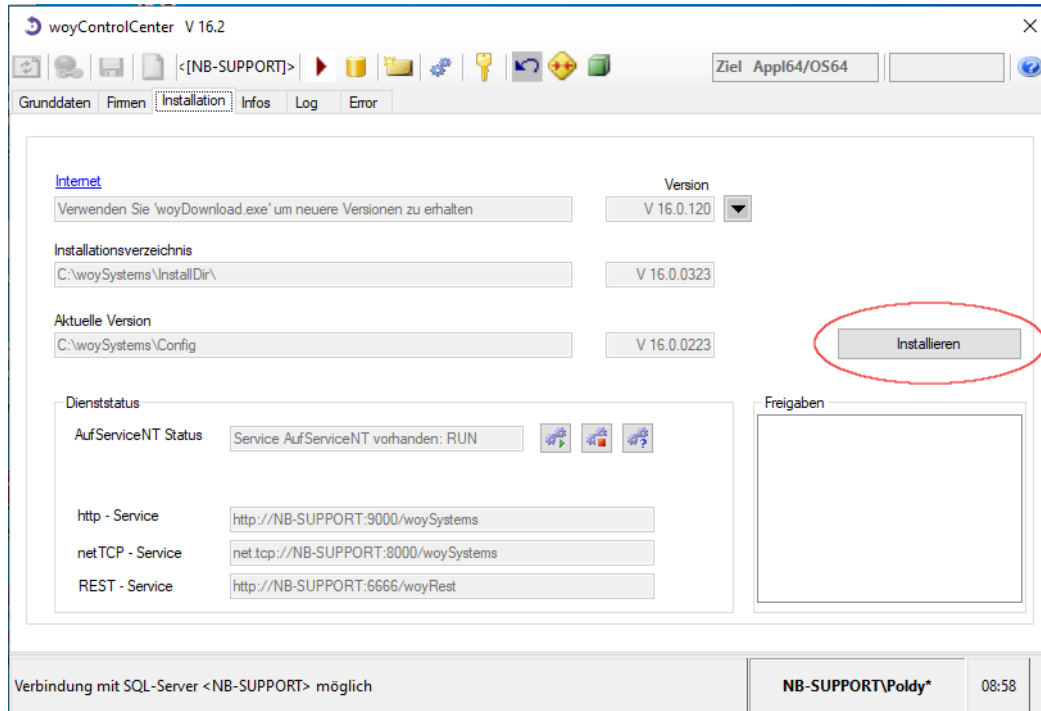 woyControlCenter V 16.2
<[NB-SUPPORT]>
Ziel Appl64/OS64
Grunddaten Firmen Installation Infos Log Error
Internet
Version
Verwenden Sie 'woyDownload.exe' um neuere Versionen zu erhalten
V 16.0.120
Installationsverzeichnis
C:\woySystems\InstallDir\
V 16.0.0323
Aktuelle Version
C:\woySystems\Config
V 16.0.0223
Installieren
Dienststatus
Freigaben
AufServiceNT Status
Service AufServiceNT vorhanden: RUN
http - Service
http://NB-SUPPORT:9000/woySystems
netTCP - Service
net.tcp://NB-SUPPORT:8000/woySystems
REST - Service
http://NB-SUPPORT:6666/woyRest
Verbindung mit SQL-Server <NB-SUPPORT> möglich
NB-SUPPORT\Poldy*
08:58